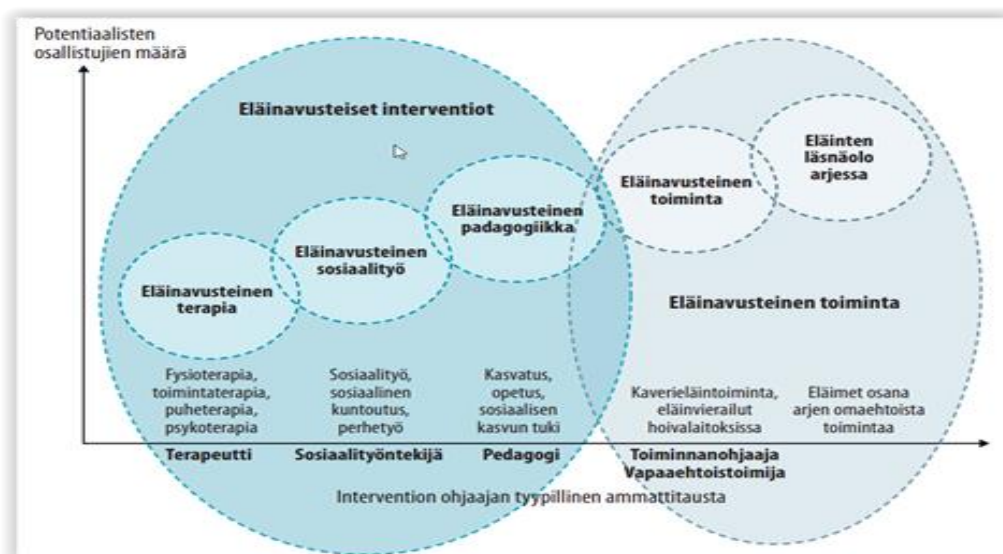 Potentiaalisten
osallistujien määrä
Eläinavusteiset interventiot
Eläinavusteinen
terapia
Eläinavusteinen
sosiaalityö
Eläinavusteinen
padagogiikka
Eläinavusteinen
toiminta
Eläinten
läsnäolo
arjessa
Eläinavusteinen toiminta
Fysioterapia,
toimintaterapia,
puheterapia,
psykoterapia
Sosiaalityö,
sosiaalinen
kuntoutus,
perhetyö
Kasvatus,
opetus,
sosiaalisen
kasvun tuki
Kaverieläintoiminta,
eläinvierailut
hoivalaitoksissa
Eläimet osana
arjen omaehtoista
toimintaa
Terapeutti
Sosiaalityöntekijä
Pedagogi
Toiminnanohjaaja
Vapaaehtoistoimija
Intervention ohjaajan tyypillinen ammattitausta